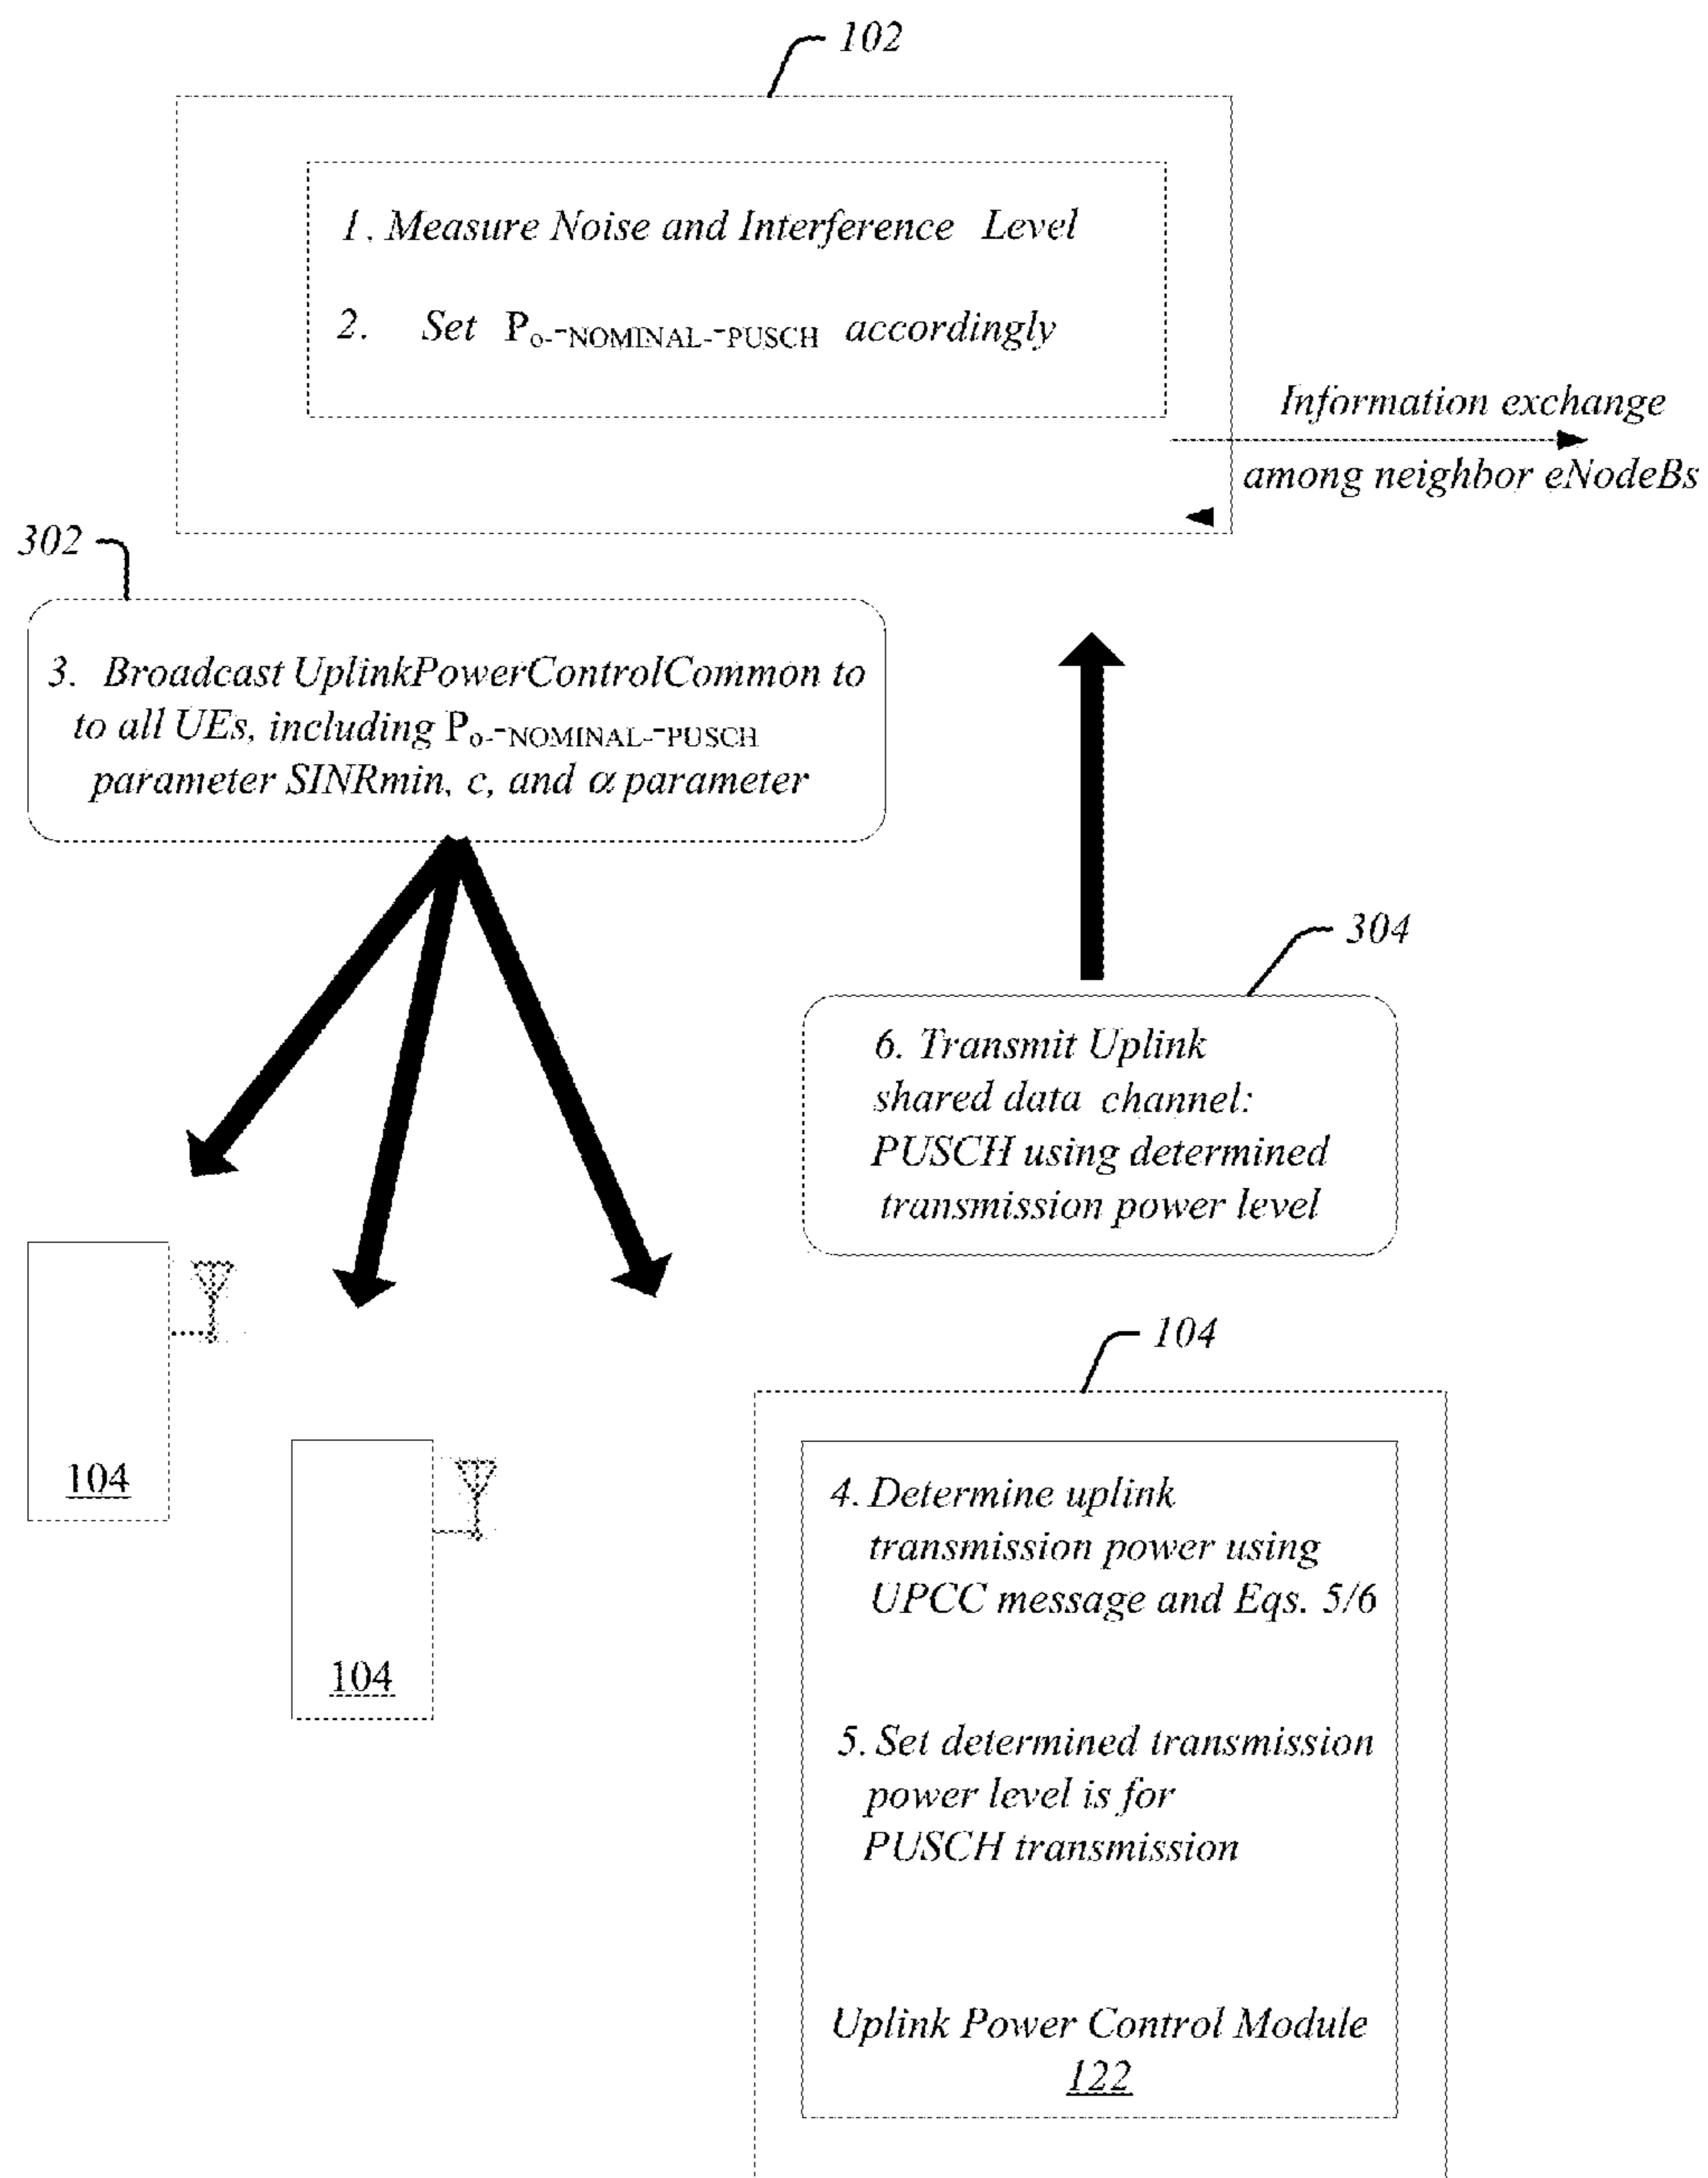 102
1. Measure Noise and Interference Level
2. Set Po--NOMINAL--PUSCH accordingly
Information exchange
among neighbor eNodeBs
302
3. Broadcast UplinkPowerControlCommon to
to all UEs, including Po--NOMINAL--PUSCH
parameter SINRmin, c, and α parameter
304
6. Transmit Uplink
shared data channel:
PUSCH using determined
transmission power level
104
104
104
4. Determine uplink
transmission power using
UPCC message and Eqs. 5/6
5. Set determined transmission
power level is for
PUSCH transmission
Uplink Power Control Module
122